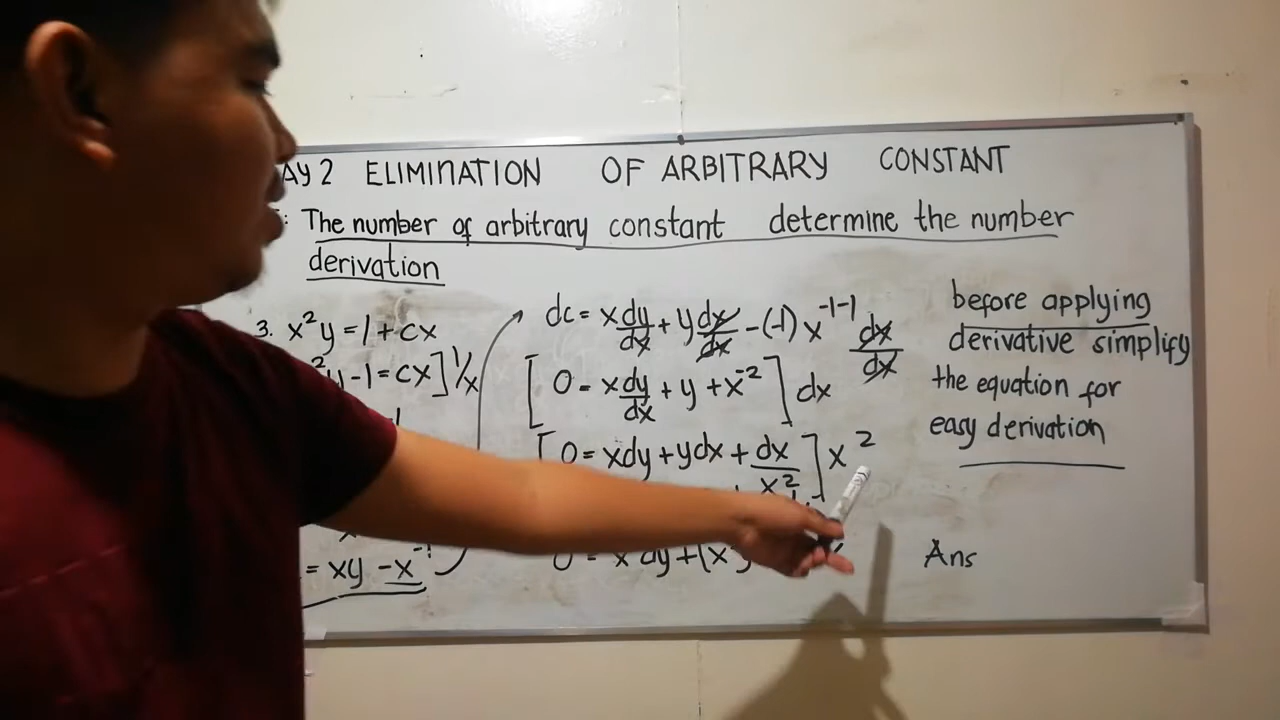 AY 2 ELIMINATION OF ARBITRARY CONSTANT
: The number of arbitrary constant determine the number
derivation
3. x²y = 1 + cx
²y - 1 = cx] 1/x
= xy - x⁻¹
dc = x dy/dx + y dx/dx - (-1) x⁻¹⁻¹ dx/dx
[0 = x dy/dx + y + x⁻²] dx
[0 = xdy + ydx + dx/x²] x²
0 = x dy + (x
Ans
before applying
derivative simplify
the equation for
easy derivation